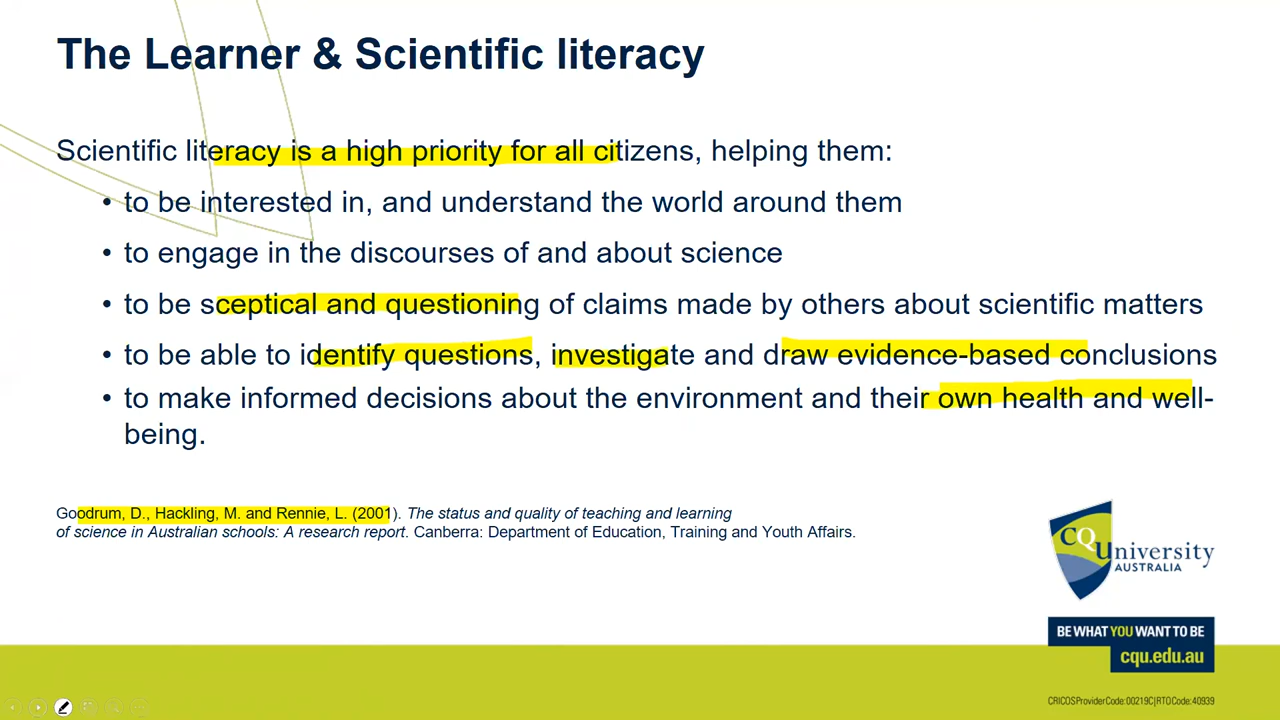 The Learner & Scientific literacy
Scientific literacy is a high priority for all citizens, helping them:
• to be interested in, and understand the world around them
• to engage in the discourses of and about science
• to be sceptical and questioning of claims made by others about scientific matters
• to be able to identify questions, investigate and draw evidence-based conclusions
• to make informed decisions about the environment and their own health and well-
being.
Goodrum, D., Hackling, M. and Rennie, L. (2001). The status and quality of teaching and learning
of science in Australian schools: A research report. Canberra: Department of Education, Training and Youth Affairs.
CQUniversity
AUSTRALIA
BE WHAT YOU WANT TO BE
cqu.edu.au
CRICOS Provider Code: 00219C | RTO Code: 40939